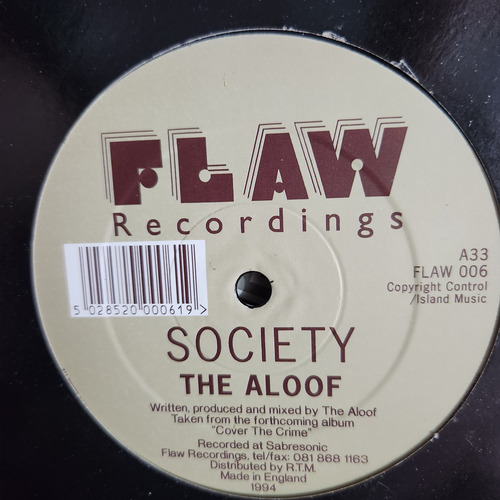 FLAW
Recordings
A33
FLAW 006
Copyright Control
/Island Music
5 028520 000619 >
SOCIETY
THE ALOOF
Written, produced and mixed by The Aloof
Taken from the forthcoming album
"Cover The Crime"
Recorded at Sabresonic
Flaw Recordings, tel/fax: 081 868 1163
Distributed by R.T.M.
Made in England
1994